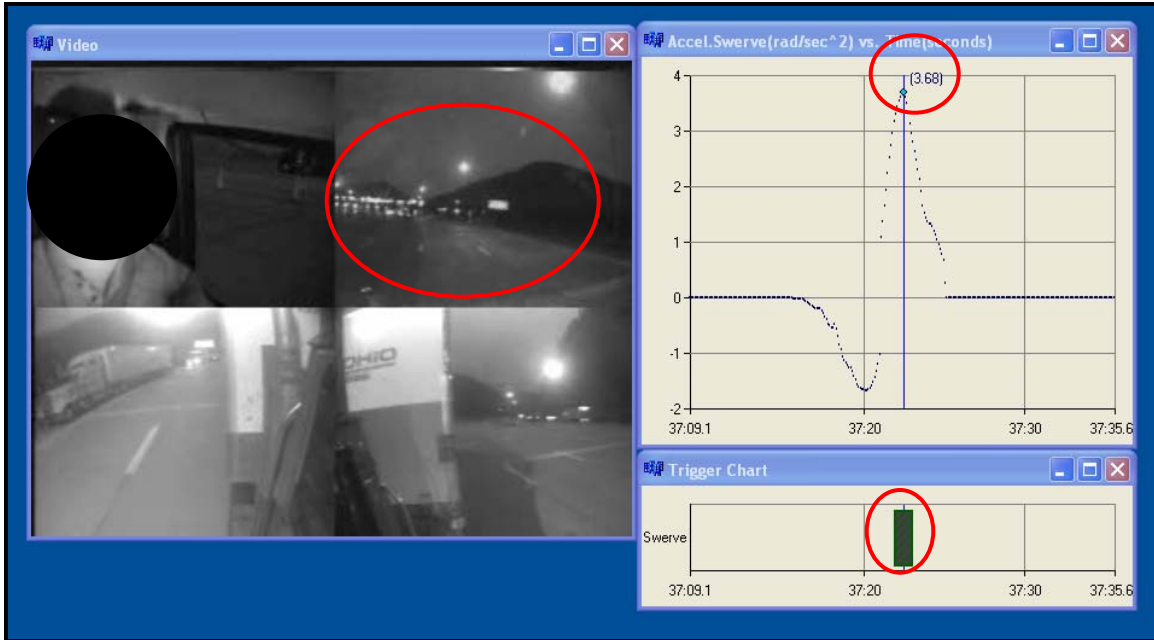 Video
OHIO
Accel.Swerve(rad/sec^2) vs. Time(seconds)
(3.68)
4
3
2
1
0
-1
-2
37:09.1 37:20 37:30 37:35.6
Trigger Chart
Swerve
37:09.1 37:20 37:30 37:35.6